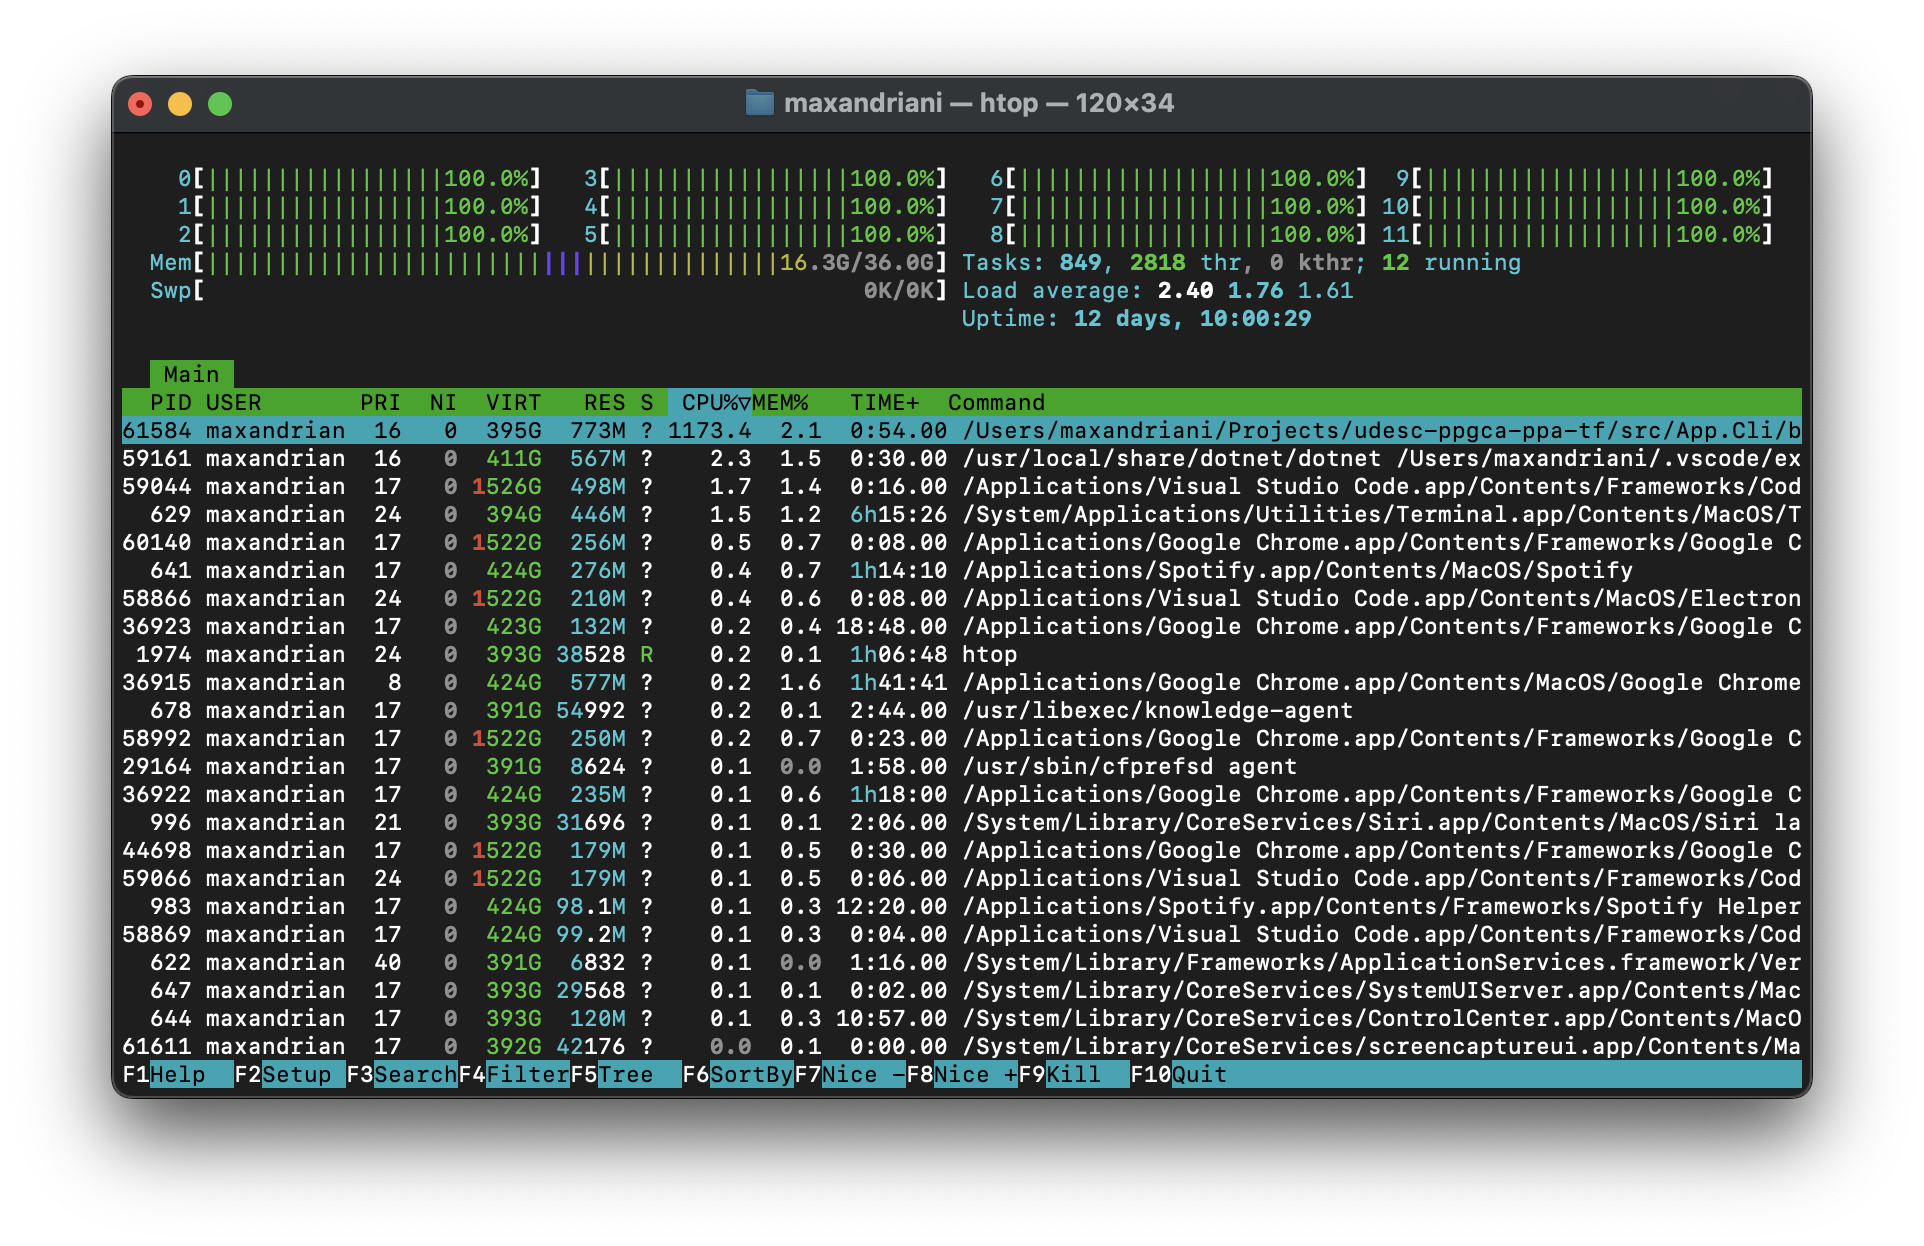 maxandriani — htop — 120×34
0[||||||||||||||||||100.0%] 3[||||||||||||||||||100.0%] 6[|||||||||||||||||||100.0%] 9[|||||||||||||||||||100.0%]
1[||||||||||||||||||100.0%] 4[||||||||||||||||||100.0%] 7[|||||||||||||||||||100.0%] 10[|||||||||||||||||||100.0%]
2[||||||||||||||||||100.0%] 5[||||||||||||||||||100.0%] 8[|||||||||||||||||||100.0%] 11[|||||||||||||||||||100.0%]
Mem[|||||||||||||||||||||||||||||||||||||||||16.3G/36.0G] Tasks: 849, 2818 thr, 0 kthr; 12 running
Swp[ 0K/0K] Load average: 2.40 1.76 1.61
Uptime: 12 days, 10:00:29
Main
PID USER PRI NI VIRT RES S CPU%▽MEM% TIME+ Command
61584 maxandrian 16 0 395G 773M ? 1173.4 2.1 0:54.00 /Users/maxandriani/Projects/udesc-ppgca-ppa-tf/src/App.Cli/b
59161 maxandrian 16 0 411G 567M ? 2.3 1.5 0:30.00 /usr/local/share/dotnet/dotnet /Users/maxandriani/.vscode/ex
59044 maxandrian 17 0 1526G 498M ? 1.7 1.4 0:16.00 /Applications/Visual Studio Code.app/Contents/Frameworks/Cod
629 maxandrian 24 0 394G 446M ? 1.5 1.2 6h15:26 /System/Applications/Utilities/Terminal.app/Contents/MacOS/T
60140 maxandrian 17 0 1522G 256M ? 0.5 0.7 0:08.00 /Applications/Google Chrome.app/Contents/Frameworks/Google C
641 maxandrian 17 0 424G 276M ? 0.4 0.7 1h14:10 /Applications/Spotify.app/Contents/MacOS/Spotify
58866 maxandrian 24 0 1522G 210M ? 0.4 0.6 0:08.00 /Applications/Visual Studio Code.app/Contents/MacOS/Electron
36923 maxandrian 17 0 423G 132M ? 0.2 0.4 18:48.00 /Applications/Google Chrome.app/Contents/Frameworks/Google C
1974 maxandrian 24 0 393G 38528 R 0.2 0.1 1h06:48 htop
36915 maxandrian 8 0 424G 577M ? 0.2 1.6 1h41:41 /Applications/Google Chrome.app/Contents/MacOS/Google Chrome
678 maxandrian 17 0 391G 54992 ? 0.2 0.1 2:44.00 /usr/libexec/knowledge-agent
58992 maxandrian 17 0 1522G 250M ? 0.2 0.7 0:23.00 /Applications/Google Chrome.app/Contents/Frameworks/Google C
29164 maxandrian 17 0 391G 8624 ? 0.1 0.0 1:58.00 /usr/sbin/cfprefsd agent
36922 maxandrian 17 0 424G 235M ? 0.1 0.6 1h18:00 /Applications/Google Chrome.app/Contents/Frameworks/Google C
996 maxandrian 21 0 393G 31696 ? 0.1 0.1 2:06.00 /System/Library/CoreServices/Siri.app/Contents/MacOS/Siri la
44698 maxandrian 17 0 1522G 179M ? 0.1 0.5 0:30.00 /Applications/Google Chrome.app/Contents/Frameworks/Google C
59066 maxandrian 24 0 1522G 179M ? 0.1 0.5 0:06.00 /Applications/Visual Studio Code.app/Contents/Frameworks/Cod
983 maxandrian 17 0 424G 98.1M ? 0.1 0.3 12:20.00 /Applications/Spotify.app/Contents/Frameworks/Spotify Helper
58869 maxandrian 17 0 424G 99.2M ? 0.1 0.3 0:04.00 /Applications/Visual Studio Code.app/Contents/Frameworks/Cod
622 maxandrian 40 0 391G 6832 ? 0.1 0.0 1:16.00 /System/Library/Frameworks/ApplicationServices.framework/Ver
647 maxandrian 17 0 393G 29568 ? 0.1 0.1 0:02.00 /System/Library/CoreServices/SystemUIServer.app/Contents/Mac
644 maxandrian 17 0 393G 120M ? 0.1 0.3 10:57.00 /System/Library/CoreServices/ControlCenter.app/Contents/MacO
61611 maxandrian 17 0 392G 42176 ? 0.0 0.1 0:00.00 /System/Library/CoreServices/screencaptureui.app/Contents/Ma
F1Help F2Setup F3SearchF4FilterF5Tree F6SortByF7Nice -F8Nice +F9Kill F10Quit